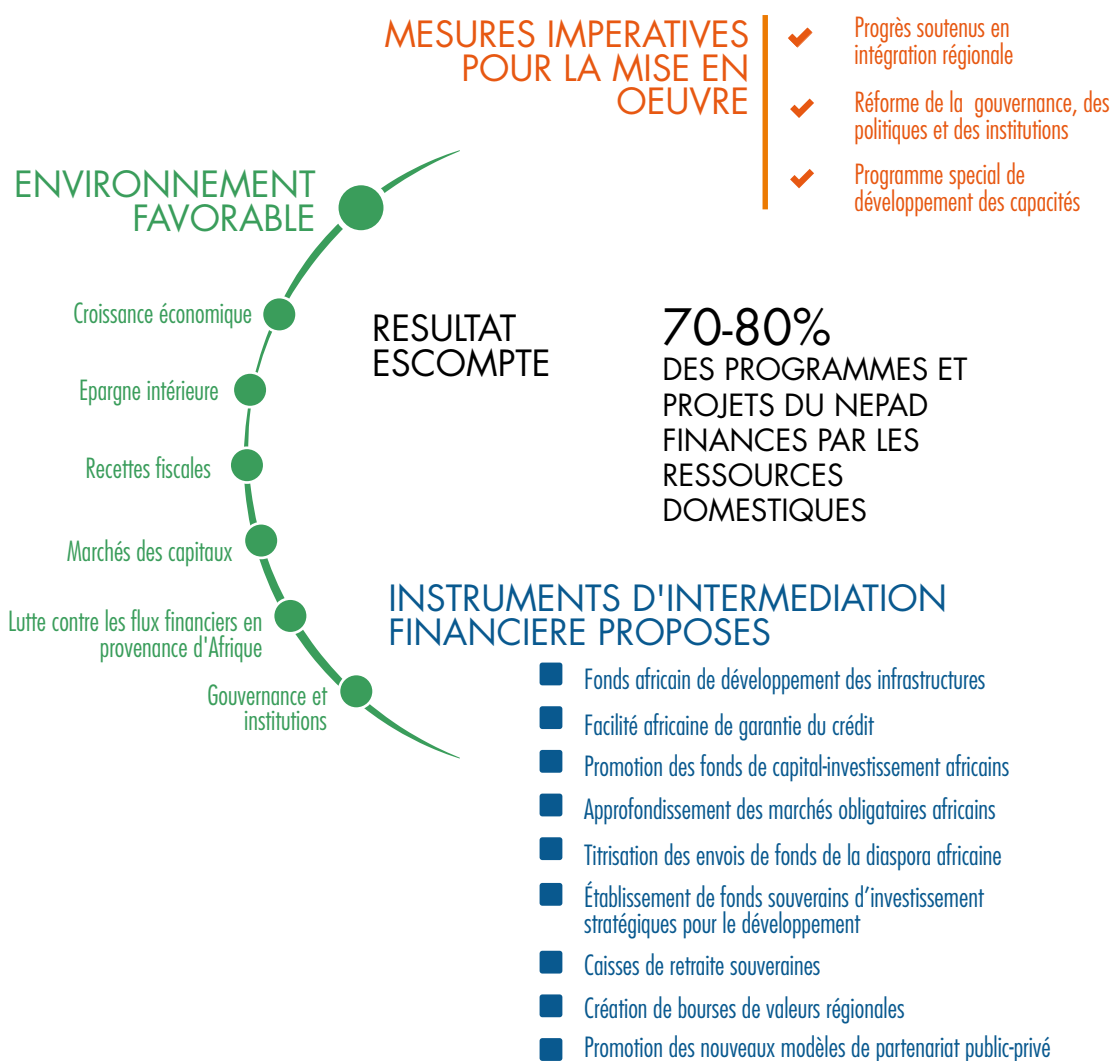 MESURES IMPERATIVES
POUR LA MISE EN
OEUVRE
Progrès soutenus en
intégration régionale
Réforme de la gouvernance, des
politiques et des institutions
Programme special de
développement des capacités
ENVIRONNEMENT
FAVORABLE
Croissance économique
Epargne intérieure
Recettes fiscales
Marchés des capitaux
Lutte contre les flux financiers en
provenance d'Afrique
Gouvernance et
institutions
RESULTAT
ESCOMPTE
70-80%
DES PROGRAMMES ET
PROJETS DU NEPAD
FINANCES PAR LES
RESSOURCES
DOMESTIQUES
INSTRUMENTS D'INTERMEDIATION
FINANCIERE PROPOSES
Fonds africain de développement des infrastructures
Facilité africaine de garantie du crédit
Promotion des fonds de capital-investissement africains
Approfondissement des marchés obligataires africains
Titrisation des envois de fonds de la diaspora africaine
Établissement de fonds souverains d’investissement
stratégiques pour le développement
Caisses de retraite souveraines
Création de bourses de valeurs régionales
Promotion des nouveaux modèles de partenariat public-privé